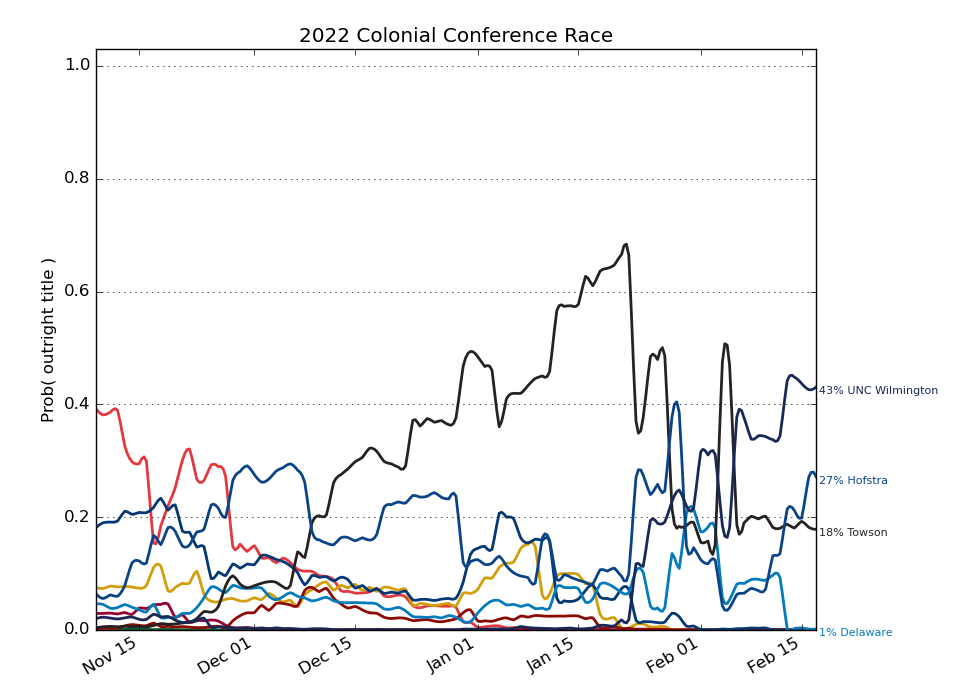 2022 Colonial Conference Race
Prob( outright title )
1.0
0.8
0.6
0.4
0.2
0.0
43% UNC Wilmington
27% Hofstra
18% Towson
1% Delaware
Nov 15
Dec 01
Dec 15
Jan 01
Jan 15
Feb 01
Feb 15